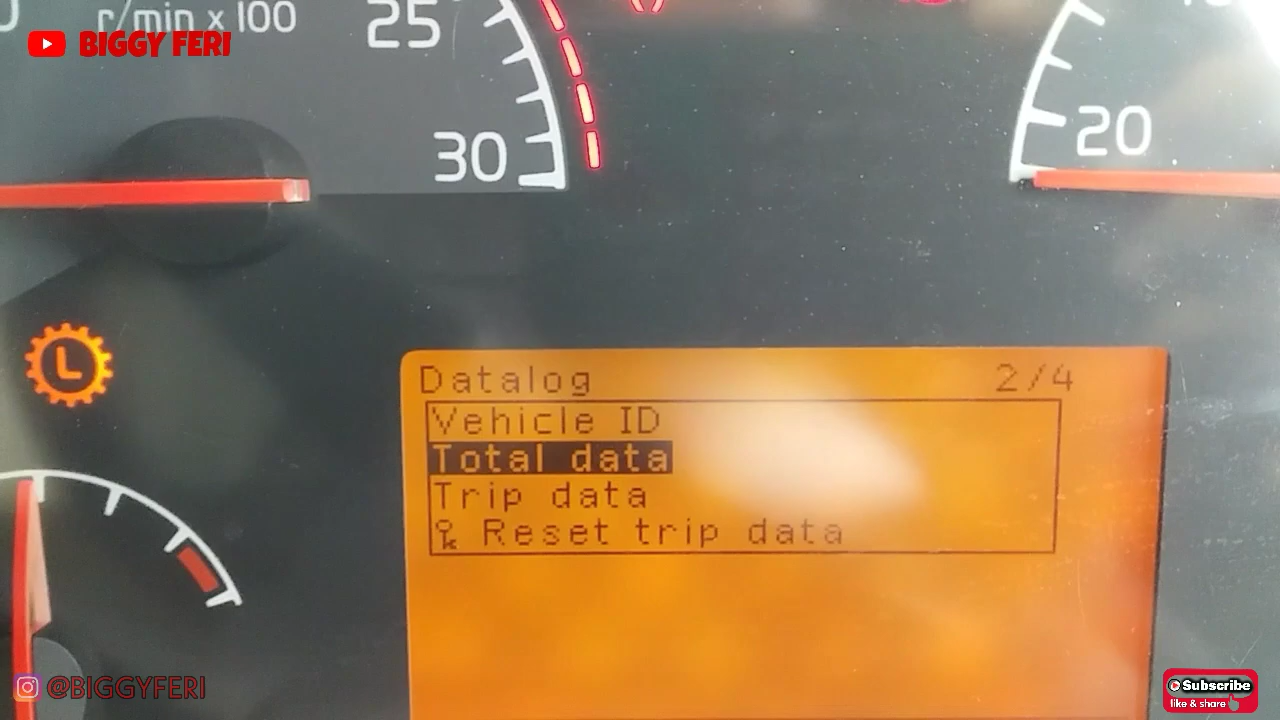 r/min x 100
25
BIGGY FERI
30
20
L
Datalog 2/4
Vehicle ID
Total data
Trip data
Reset trip data
@BIGGYFERI
Subscribe
like & share